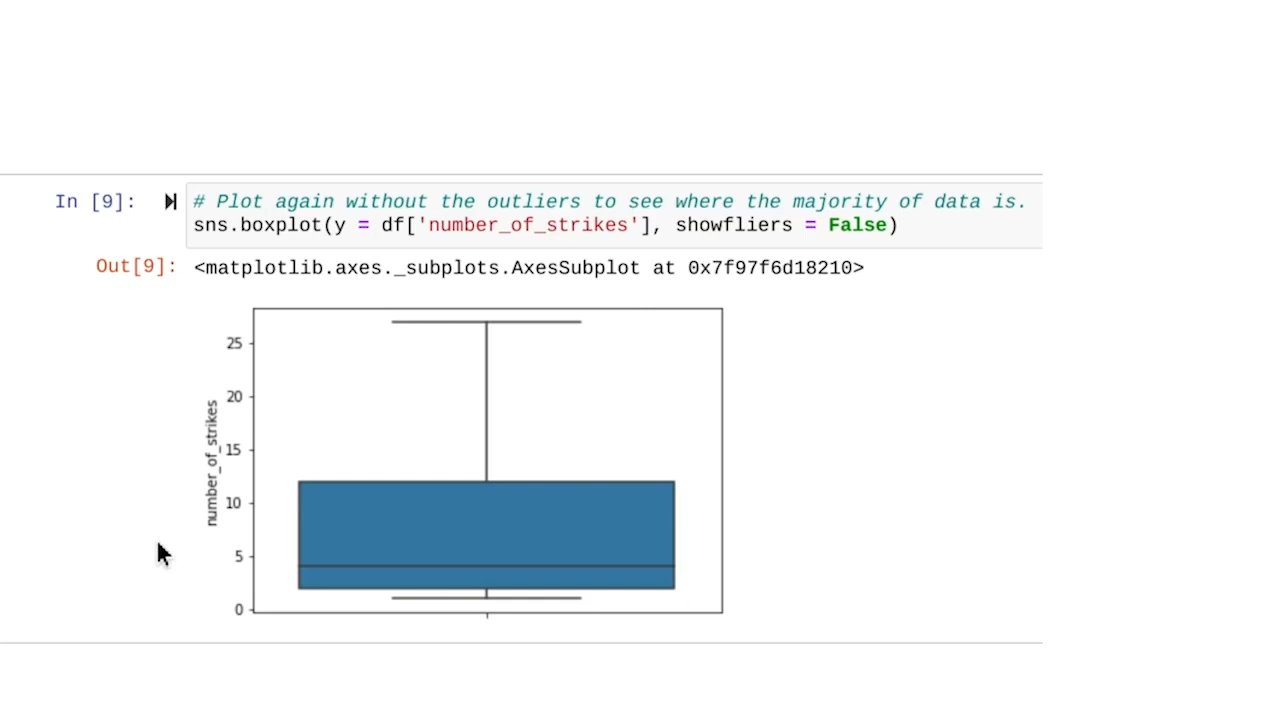 In [9]:
# Plot again without the outliers to see where the majority of data is.
sns.boxplot(y = df['number_of_strikes'], showfliers = False)
Out[9]: <matplotlib.axes._subplots.AxesSubplot at 0x7f97f6d18210>
number_of_strikes
25
20
15
10
5
0